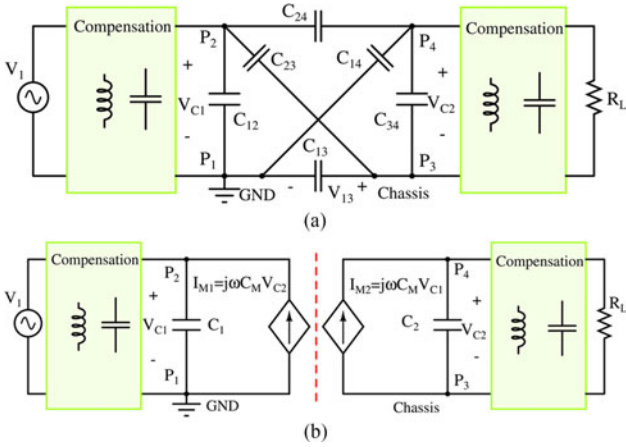 C24
Compensation
P2
P4
Compensation
V1
+
C23
C14
+
VC1
C12
C34
VC2
RL
-
-
P1
C13
P3
GND
-
V13
+
Chassis
(a)
Compensation
P2
IM1=jωCMVC2
IM2=jωCMVC1
P4
Compensation
V1
+
+
VC1
C1
C2
VC2
RL
-
-
P1
P3
GND
Chassis
(b)